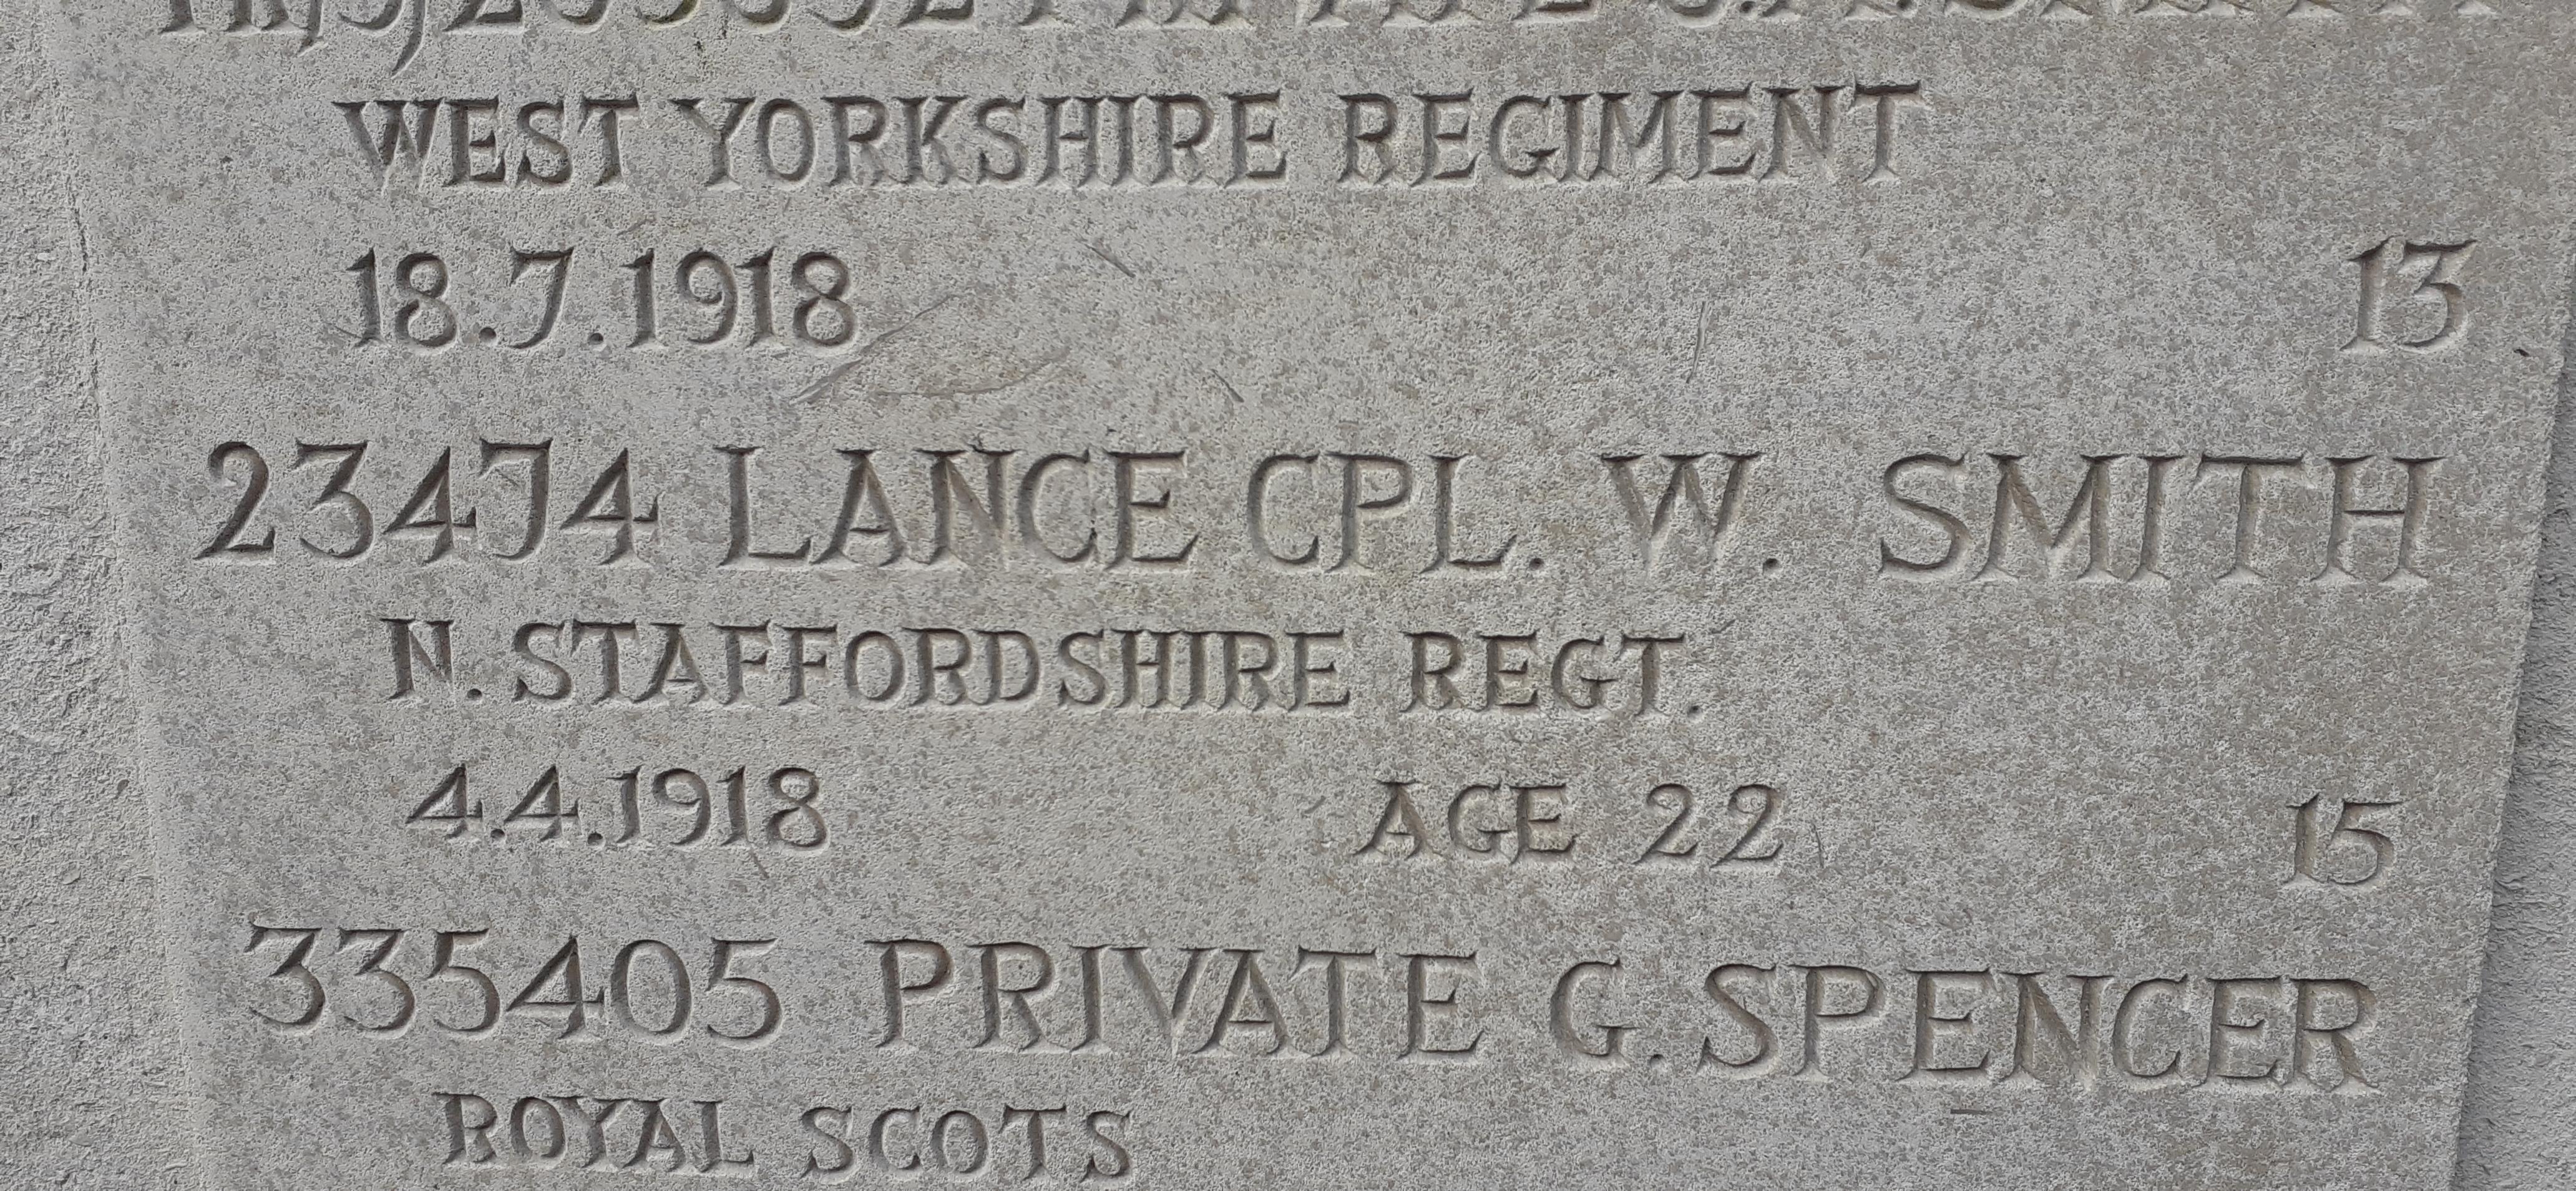 PRIVATE
WEST YORKSHIRE REGIMENT
18.7.1918 13
23474 LANCE CPL. W. SMITH
N. STAFFORDSHIRE REGT.
4.4.1918 AGE 22 15
335405 PRIVATE G. SPENCER
ROYAL SCOTS